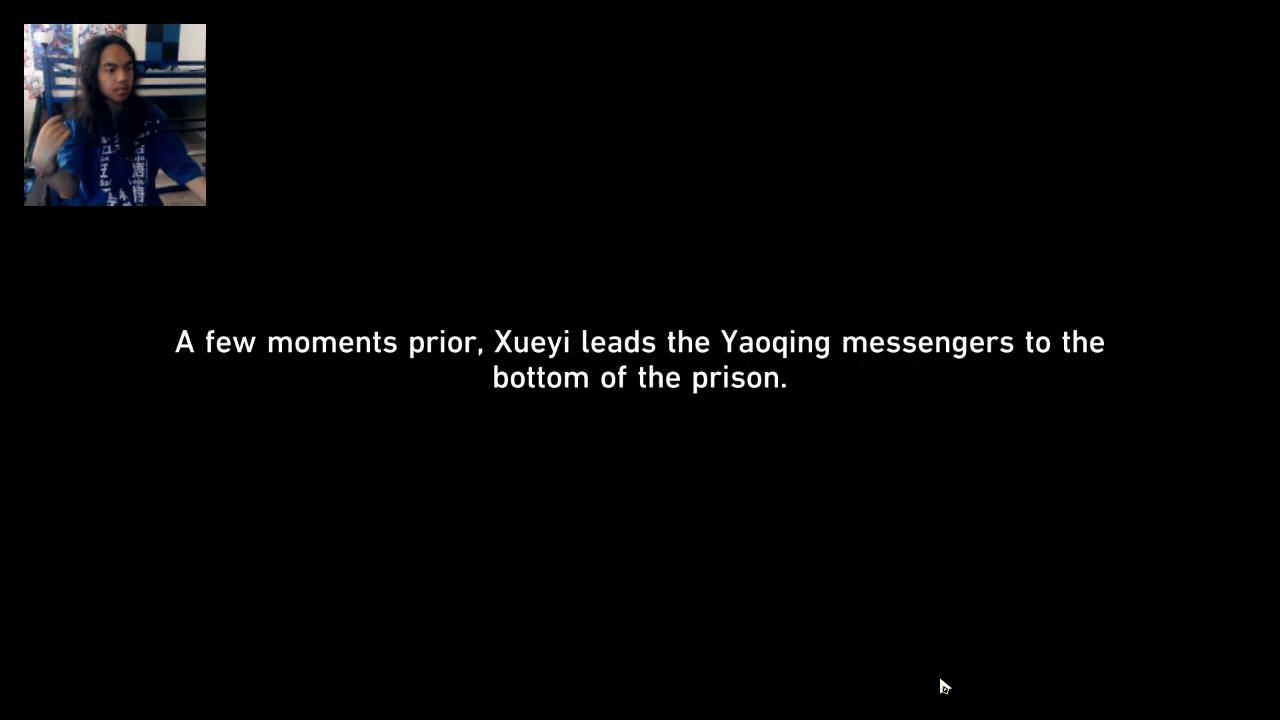 A few moments prior, Xueyi leads the Yaoqing messengers to the
bottom of the prison.